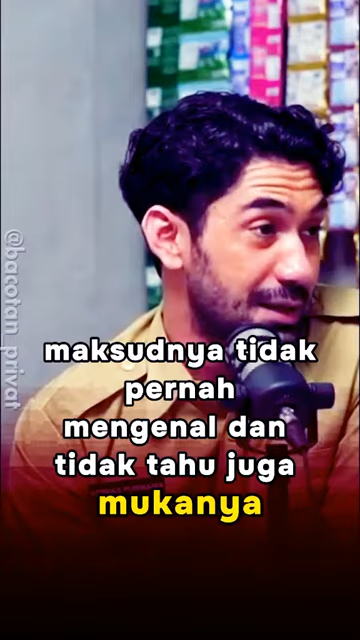 @bacotan_privat
maksudnya tidak
pernah
mengenal dan
tidak tahu juga
mukanya